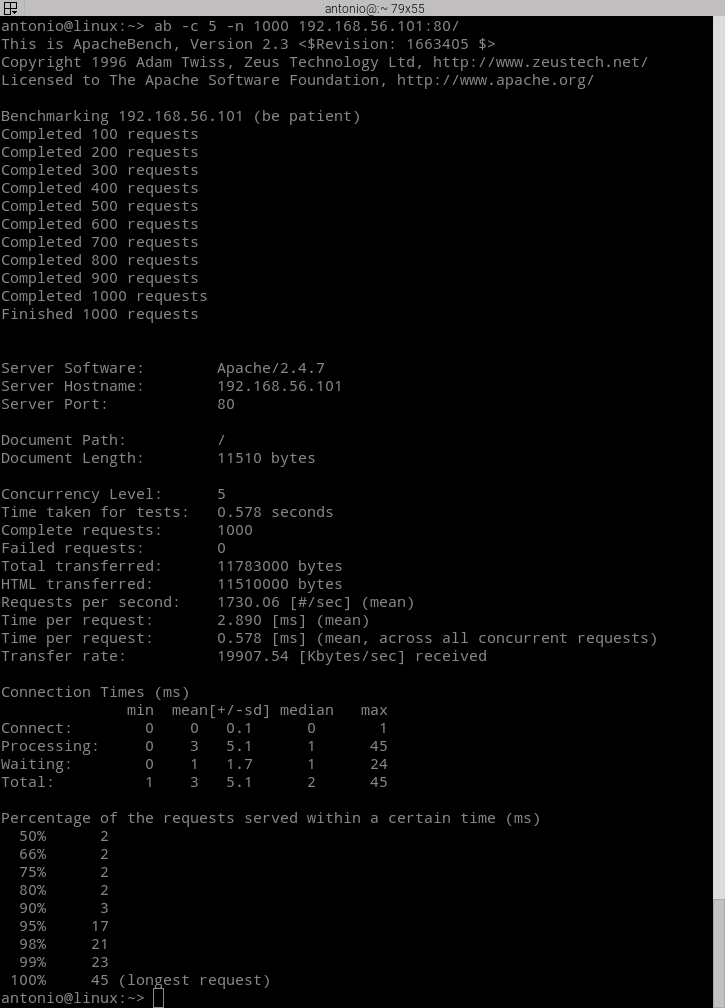 antonio@:~ 79x55
antonio@linux:~> ab -c 5 -n 1000 192.168.56.101:80/
This is ApacheBench, Version 2.3 <$Revision: 1663405 $>
Copyright 1996 Adam Twiss, Zeus Technology Ltd, http://www.zeustech.net/
Licensed to The Apache Software Foundation, http://www.apache.org/

Benchmarking 192.168.56.101 (be patient)
Completed 100 requests
Completed 200 requests
Completed 300 requests
Completed 400 requests
Completed 500 requests
Completed 600 requests
Completed 700 requests
Completed 800 requests
Completed 900 requests
Completed 1000 requests
Finished 1000 requests


Server Software:        Apache/2.4.7
Server Hostname:        192.168.56.101
Server Port:            80

Document Path:          /
Document Length:        11510 bytes

Concurrency Level:      5
Time taken for tests:   0.578 seconds
Complete requests:      1000
Failed requests:        0
Total transferred:      11783000 bytes
HTML transferred:       11510000 bytes
Requests per second:    1730.06 [#/sec] (mean)
Time per request:       2.890 [ms] (mean)
Time per request:       0.578 [ms] (mean, across all concurrent requests)
Transfer rate:          19907.54 [Kbytes/sec] received

Connection Times (ms)
              min  mean[+/-sd] median   max
Connect:        0    0   0.1      0       1
Processing:     0    3   5.1      1      45
Waiting:        0    1   1.7      1      24
Total:          1    3   5.1      2      45

Percentage of the requests served within a certain time (ms)
  50%      2
  66%      2
  75%      2
  80%      2
  90%      3
  95%     17
  98%     21
  99%     23
 100%     45 (longest request)
antonio@linux:~>